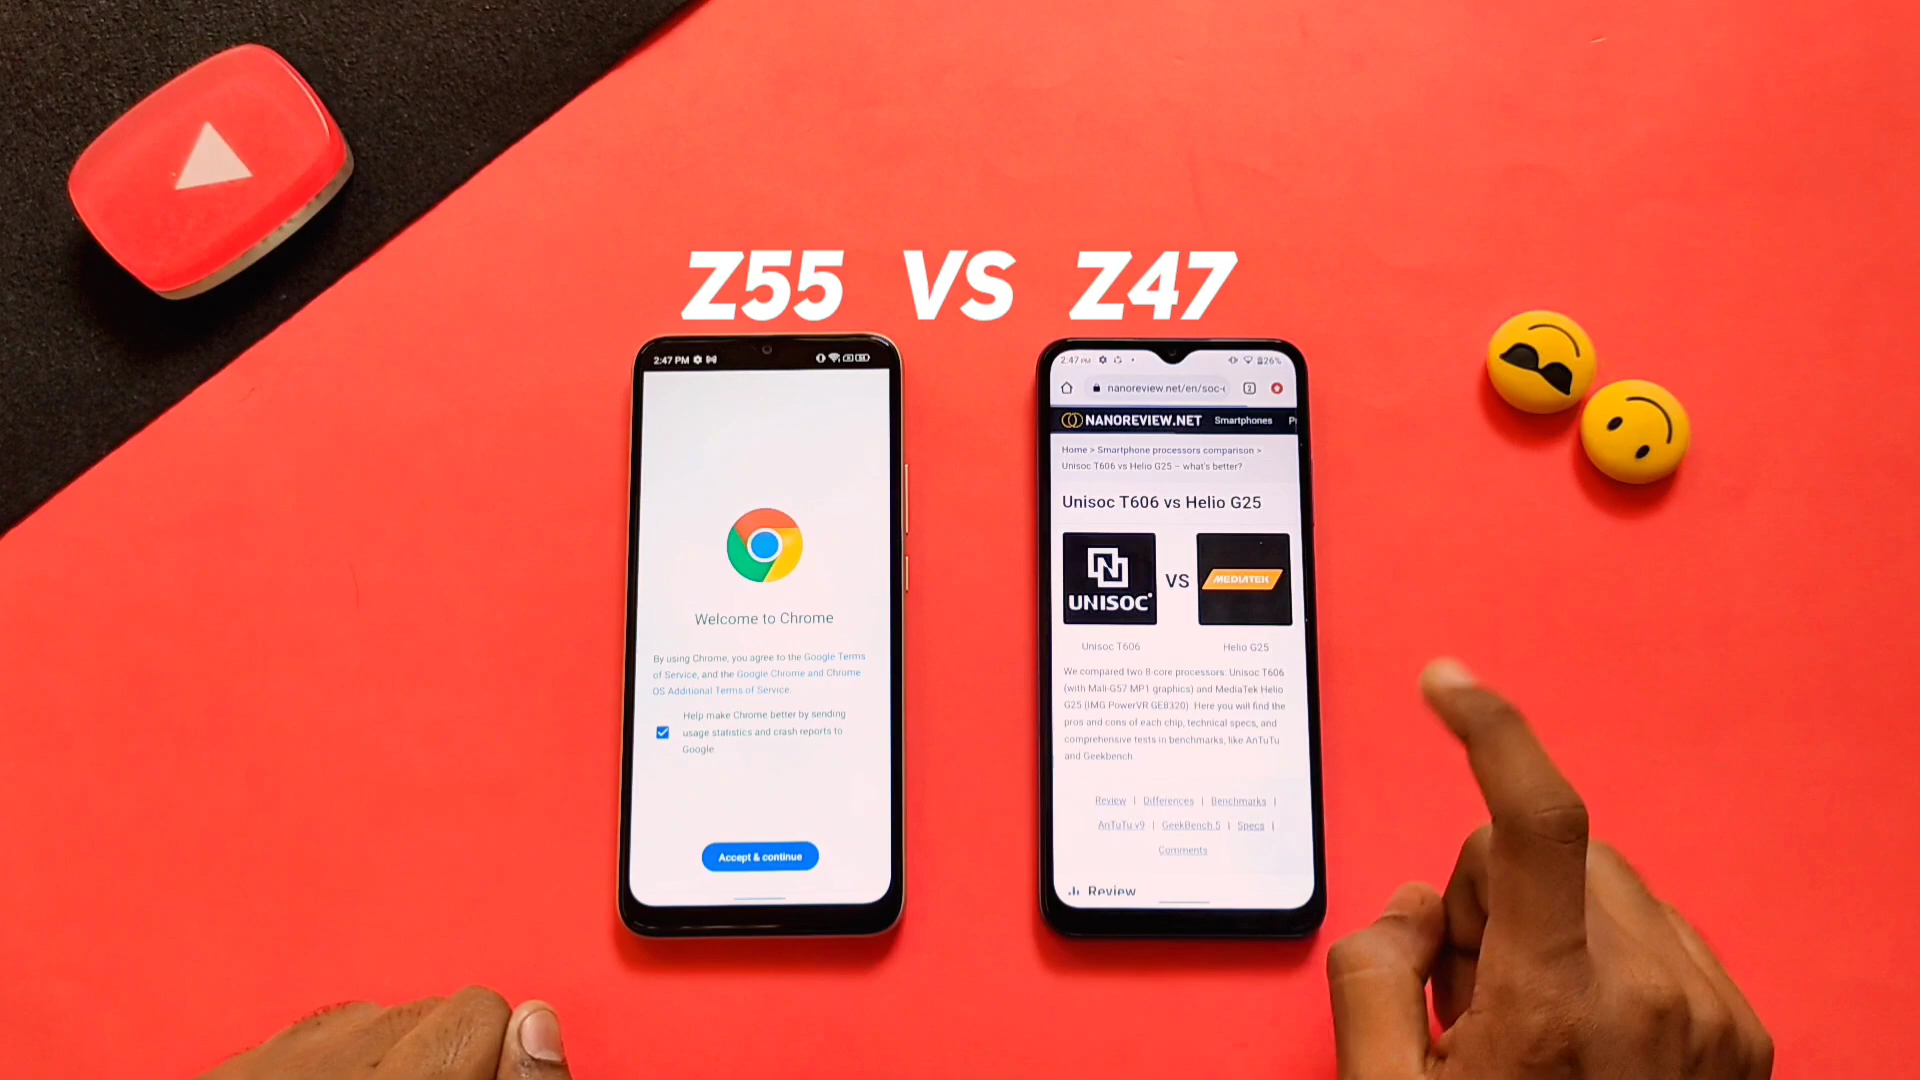 Z55 VS Z47
2:47 PM
Welcome to Chrome
By using Chrome, you agree to the Google Terms
of Service, and the Google Chrome and Chrome
OS Additional Terms of Service.
Help make Chrome better by sending
usage statistics and crash reports to
Google
Accept & continue
2:47 PM
26%
nanoreview.net/en/soc-
2
NANOREVIEW.NET Smartphones
Home > Smartphone processors comparison >
Unisoc T606 vs Helio G25 – what's better?
Unisoc T606 vs Helio G25
UNISOC VS MEDIATEK
Unisoc T606 Helio G25
We compared two 8-core processors: Unisoc T606
(with Mali-G57 MP1 graphics) and MediaTek Helio
G25 (IMG PowerVR GE8320). Here you will find the
pros and cons of each chip, technical specs, and
comprehensive tests in benchmarks, like AnTuTu
and Geekbench
Review | Differences | Benchmarks |
AnTuTu v9 | GeekBench 5 | Specs |
Comments
Review